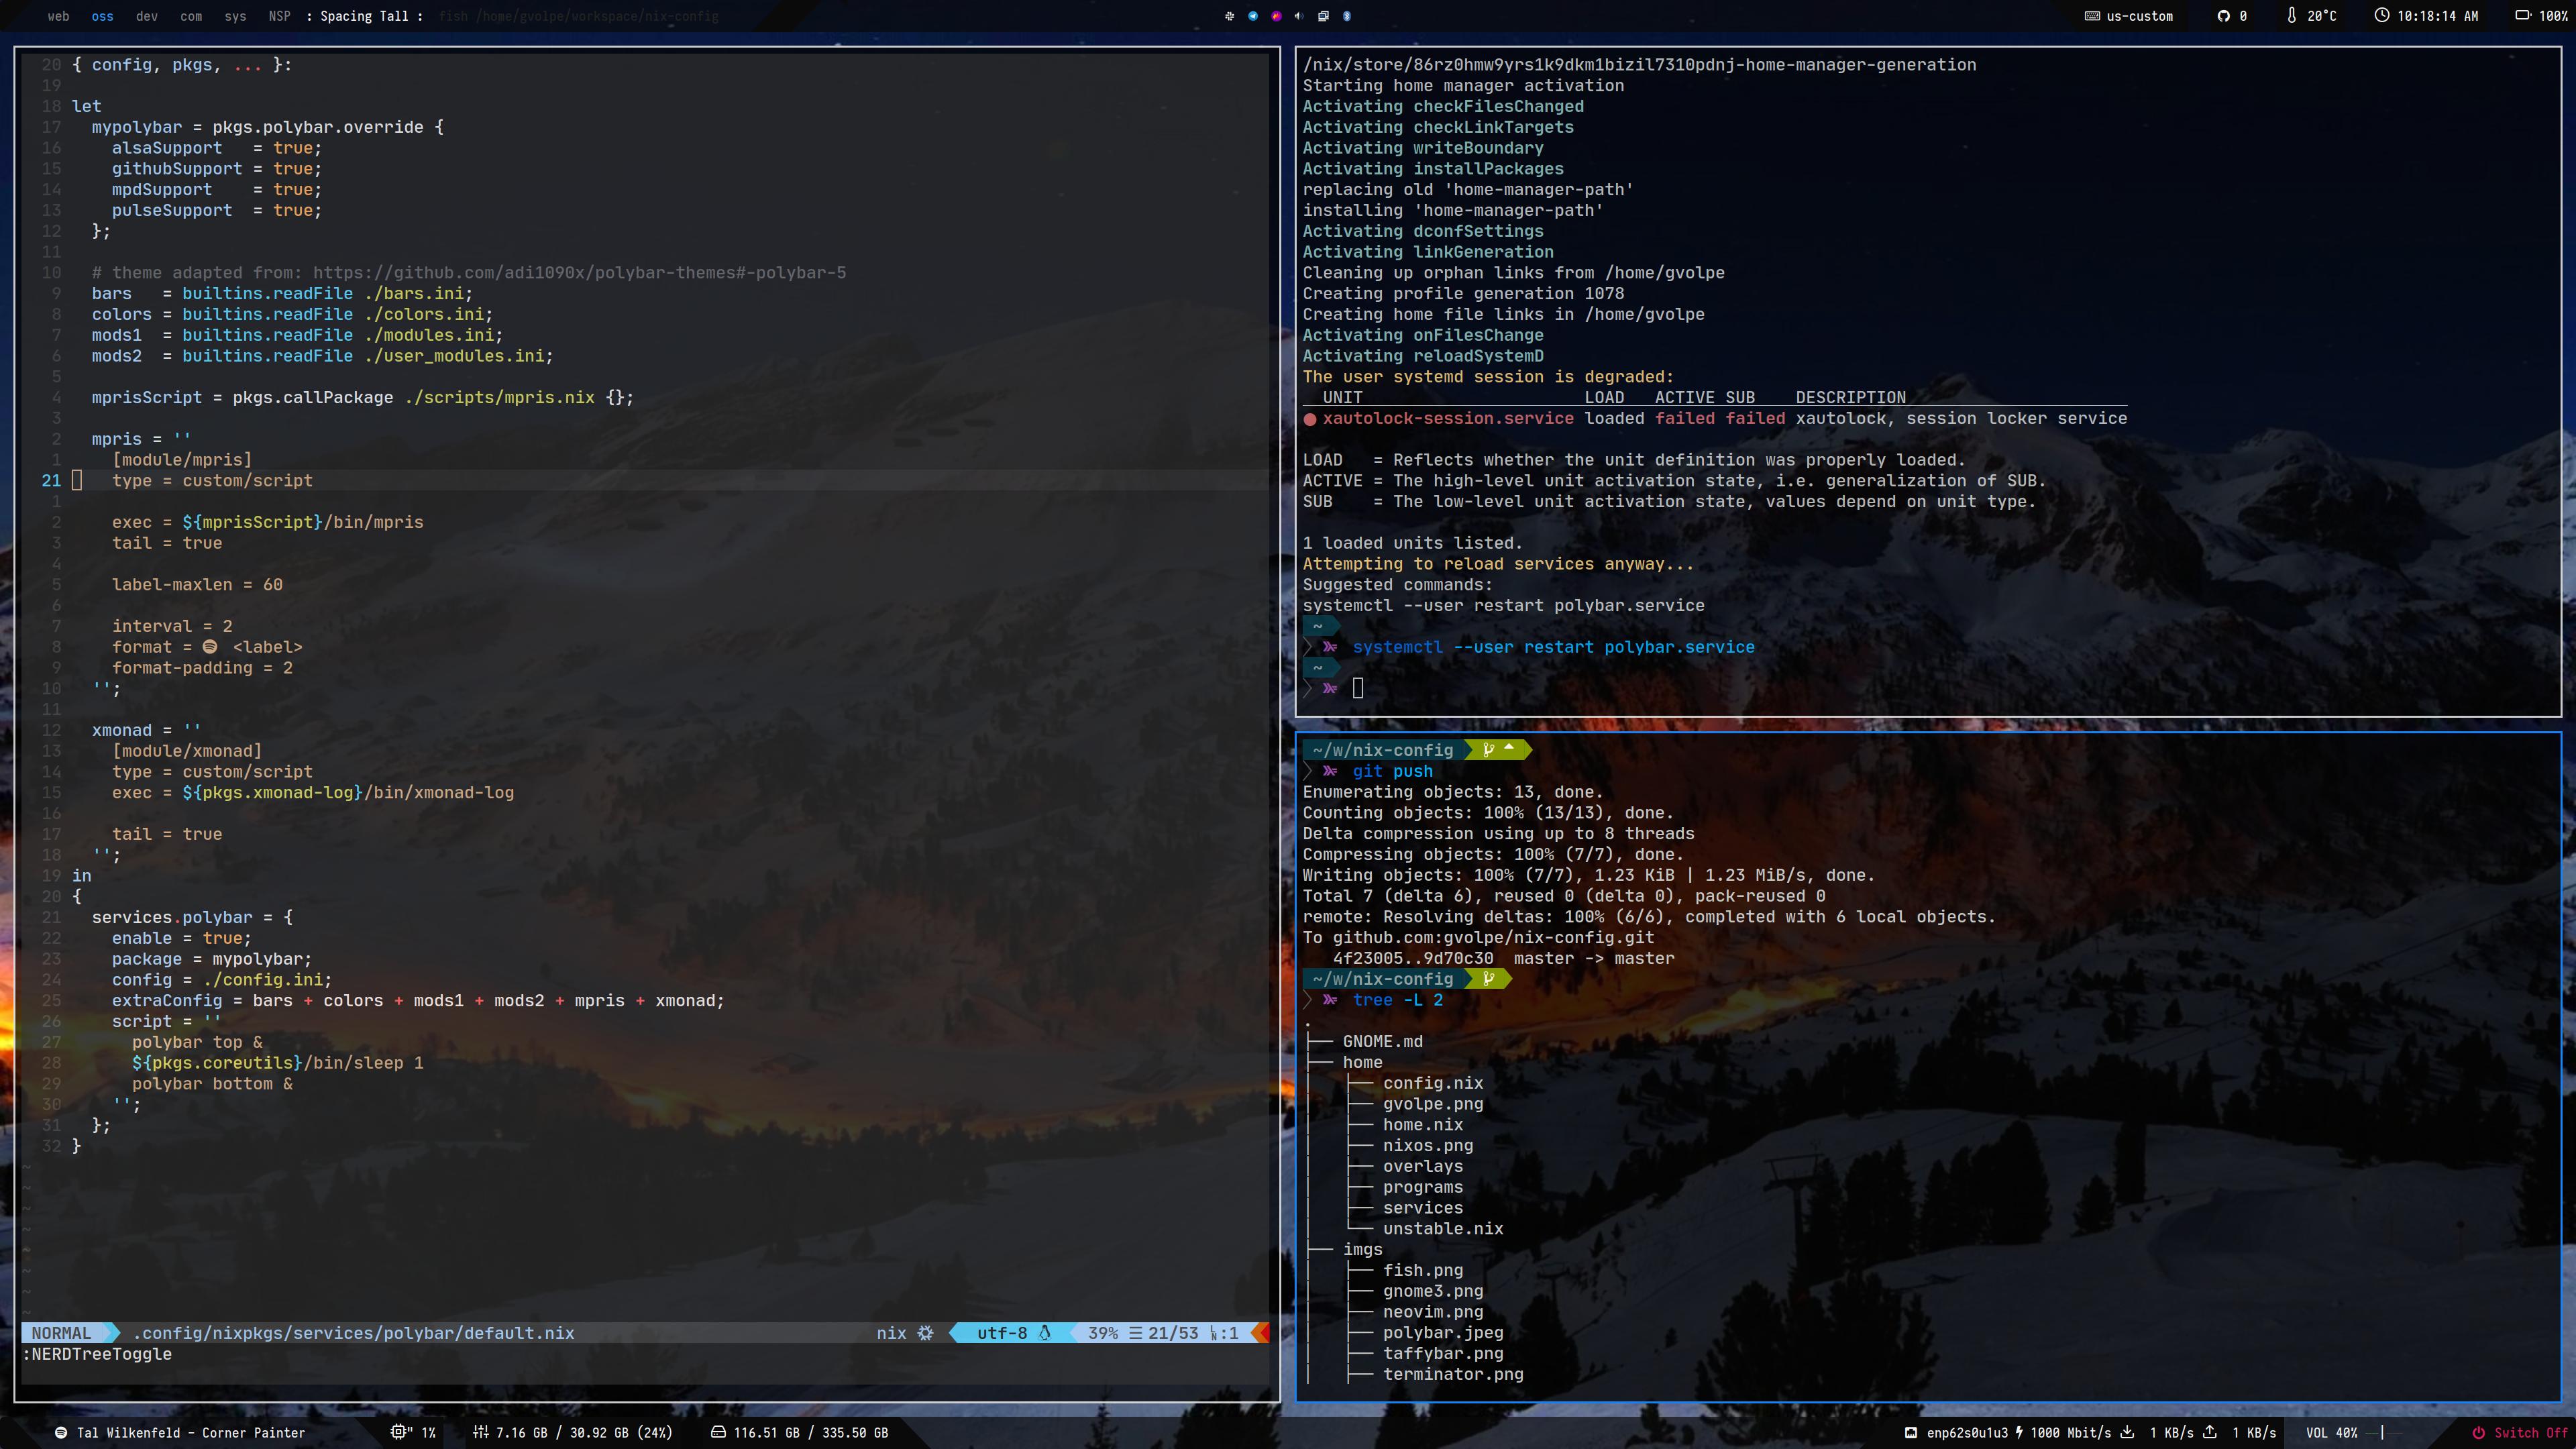 web oss dev com sys NSP : Spacing Tall : fish /home/gvolpe/workspace/nix-config
us-custom 0 20°C 10:18:14 AM 100%
20 { config, pkgs, ... }:
19
18 let
17 mypolybar = pkgs.polybar.override {
16 alsaSupport = true;
15 githubSupport = true;
14 mpdSupport = true;
13 pulseSupport = true;
12 };
11
10 # theme adapted from: https://github.com/adi1090x/polybar-themes#-polybar-5
9 bars = builtins.readFile ./bars.ini;
8 colors = builtins.readFile ./colors.ini;
7 mods1 = builtins.readFile ./modules.ini;
6 mods2 = builtins.readFile ./user_modules.ini;
5
4 mprisScript = pkgs.callPackage ./scripts/mpris.nix {};
3
2 mpris = ''
1 [module/mpris]
21 type = custom/script
1
2 exec = ${mprisScript}/bin/mpris
3 tail = true
4
5 label-maxlen = 60
6
7 interval = 2
8 format = <label>
9 format-padding = 2
10 '';
11
12 xmonad = ''
13 [module/xmonad]
14 type = custom/script
15 exec = ${pkgs.xmonad-log}/bin/xmonad-log
16
17 tail = true
18 '';
19 in
20 {
21 services.polybar = {
22 enable = true;
23 package = mypolybar;
24 config = ./config.ini;
25 extraConfig = bars + colors + mods1 + mods2 + mpris + xmonad;
26 script = ''
27 polybar top &
28 ${pkgs.coreutils}/bin/sleep 1
29 polybar bottom &
30 '';
31 };
32 }
~
~
~
~
~
~
~
~
NORMAL .config/nixpkgs/services/polybar/default.nix nix utf-8 39% ☰ 21/53 :1
:NERDTreeToggle
/nix/store/86rz0hmw9yrs1k9dkm1bizil7310pdnj-home-manager-generation
Starting home manager activation
Activating checkFilesChanged
Activating checkLinkTargets
Activating writeBoundary
Activating installPackages
replacing old 'home-manager-path'
installing 'home-manager-path'
Activating dconfSettings
Activating linkGeneration
Cleaning up orphan links from /home/gvolpe
Creating profile generation 1078
Creating home file links in /home/gvolpe
Activating onFilesChange
Activating reloadSystemD
The user systemd session is degraded:
UNIT LOAD ACTIVE SUB DESCRIPTION
● xautolock-session.service loaded failed failed xautolock, session locker service
LOAD = Reflects whether the unit definition was properly loaded.
ACTIVE = The high-level unit activation state, i.e. generalization of SUB.
SUB = The low-level unit activation state, values depend on unit type.
1 loaded units listed.
Attempting to reload services anyway...
Suggested commands:
systemctl --user restart polybar.service
~
systemctl --user restart polybar.service
~
~/w/nix-config
git push
Enumerating objects: 13, done.
Counting objects: 100% (13/13), done.
Delta compression using up to 8 threads
Compressing objects: 100% (7/7), done.
Writing objects: 100% (7/7), 1.23 KiB | 1.23 MiB/s, done.
Total 7 (delta 6), reused 0 (delta 0), pack-reused 0
remote: Resolving deltas: 100% (6/6), completed with 6 local objects.
To github.com:gvolpe/nix-config.git
4f23005..9d70c30 master -> master
~/w/nix-config
tree -L 2
.
├── GNOME.md
├── home
│   ├── config.nix
│   ├── gvolpe.png
│   ├── home.nix
│   ├── nixos.png
│   ├── overlays
│   ├── programs
│   ├── services
│   └── unstable.nix
├── imgs
│   ├── fish.png
│   ├── gnome3.png
│   ├── neovim.png
│   ├── polybar.jpeg
│   ├── taffybar.png
│   ├── terminator.png
Tal Wilkenfeld - Corner Painter 1% 7.16 GB / 30.92 GB (24%) 116.51 GB / 335.50 GB
enp62s0u1u3 1000 Mbit/s 1 KB/s 1 KB/s VOL 40% Switch Off